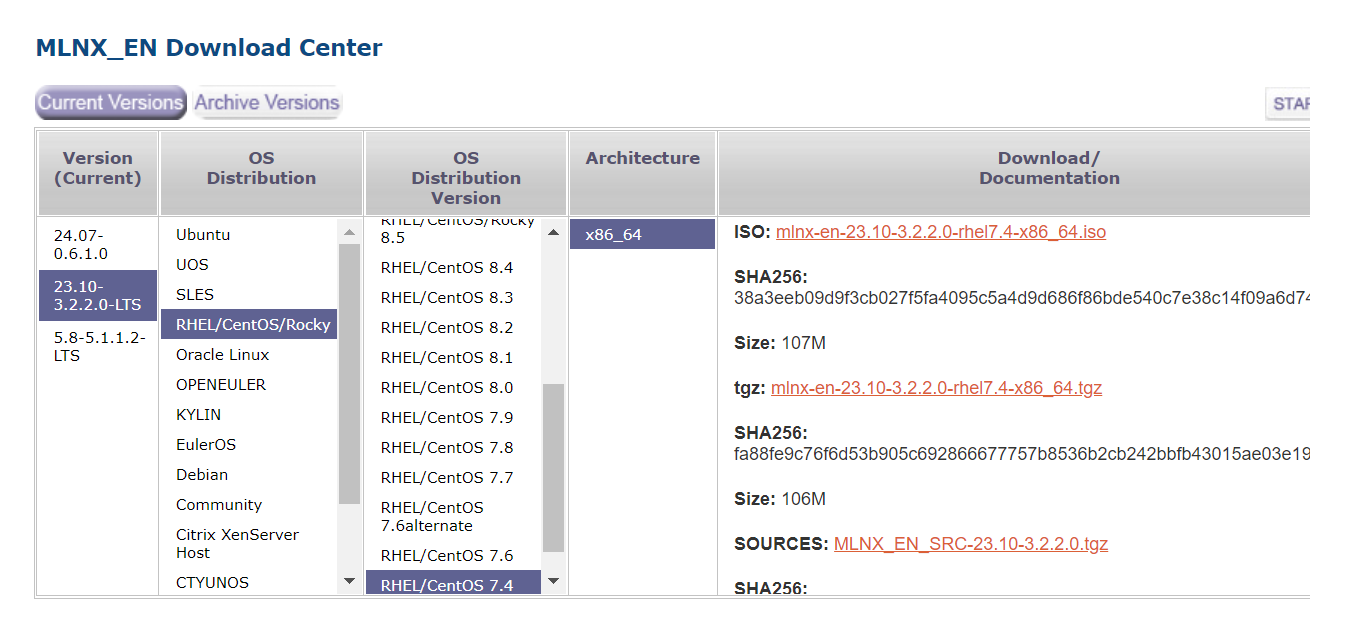 MLNX_EN Download Center
Current Versions
Archive Versions
Version
(Current)
OS
Distribution
OS
Distribution
Version
Architecture
Download/
Documentation
24.07-
0.6.1.0
23.10-
3.2.2.0-LTS
5.8-5.1.1.2-
LTS
Ubuntu
UOS
SLES
RHEL/CentOS/Rocky
Oracle Linux
OPENEULER
KYLIN
EulerOS
Debian
Community
Citrix XenServer
Host
CTYUNOS
RHEL/CentOS/Rocky
8.5
RHEL/CentOS 8.4
RHEL/CentOS 8.3
RHEL/CentOS 8.2
RHEL/CentOS 8.1
RHEL/CentOS 8.0
RHEL/CentOS 7.9
RHEL/CentOS 7.8
RHEL/CentOS 7.7
RHEL/CentOS
7.6alternate
RHEL/CentOS 7.6
RHEL/CentOS 7.4
x86_64
ISO: mlnx-en-23.10-3.2.2.0-rhel7.4-x86_64.iso
SHA256:
38a3eeb09d9f3cb027f5fa4095c5a4d9d686f86bde540c7e38c14f09a6d74
Size: 107M
tgz: mlnx-en-23.10-3.2.2.0-rhel7.4-x86_64.tgz
SHA256:
fa88fe9c76f6d53b905c692866677757b8536b2cb242bbfb43015ae03e19
Size: 106M
SOURCES: MLNX_EN_SRC-23.10-3.2.2.0.tgz
SHA256: